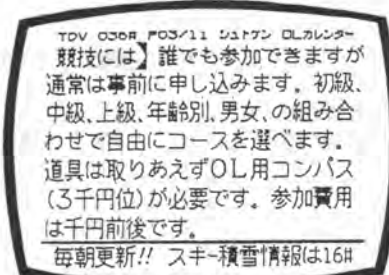 TDV 036# P03/11 シュトケン OLカレンダー
競技には】誰でも参加できますが
通常は事前に申し込みます。初級、
中級、上級、年齢別、男女、の組み合
わせで自由にコースを選べます。
道具は取りあえずOL用コンパス
(3千円位)が必要です。参加費用
は千円前後です。
毎朝更新!! スキー積雪情報は16#